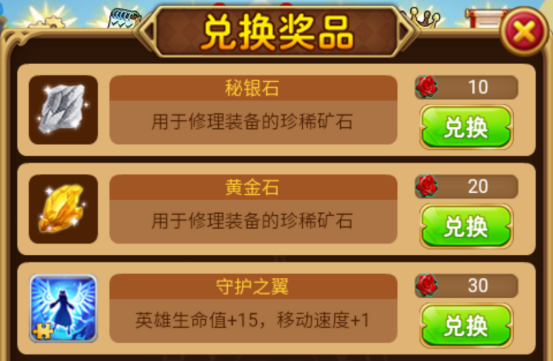 兑换奖品
秘银石
10
用于修理装备的珍稀矿石
兑换
黄金石
20
用于修理装备的珍稀矿石
兑换
守护之翼
30
英雄生命值+15，移动速度+1
兑换